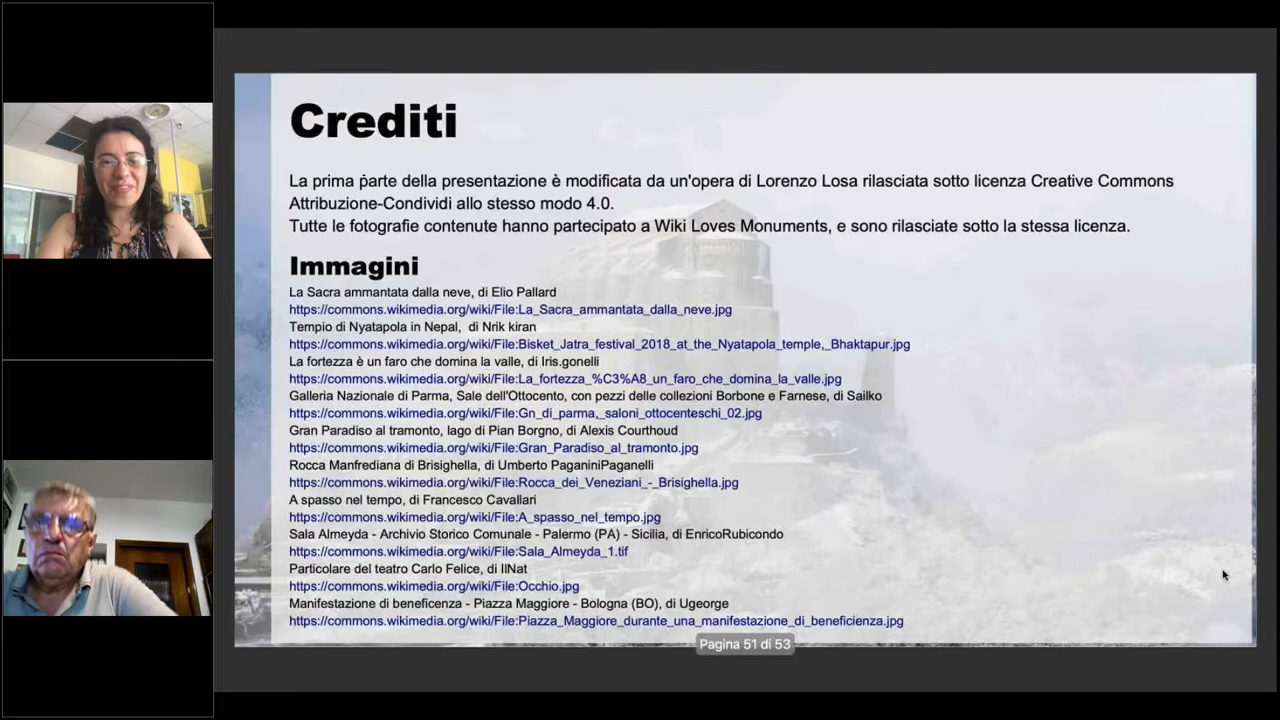 Crediti
La prima parte della presentazione è modificata da un'opera di Lorenzo Losa rilasciata sotto licenza Creative Commons
Attribuzione-Condividi allo stesso modo 4.0.
Tutte le fotografie contenute hanno partecipato a Wiki Loves Monuments, e sono rilasciate sotto la stessa licenza.
Immagini
La Sacra ammantata dalla neve, di Elio Pallard
https://commons.wikimedia.org/wiki/File:La_Sacra_ammantata_dalla_neve.jpg
Tempio di Nyatapola in Nepal, di Nrik kiran
https://commons.wikimedia.org/wiki/File:Bisket_Jatra_festival_2018_at_the_Nyatapola_temple,_Bhaktapur.jpg
La fortezza è un faro che domina la valle, di Iris.gonelli
https://commons.wikimedia.org/wiki/File:La_fortezza_%C3%A8_un_faro_che_domina_la_valle.jpg
Galleria Nazionale di Parma, Sale dell'Ottocento, con pezzi delle collezioni Borbone e Farnese, di Sailko
https://commons.wikimedia.org/wiki/File:Gn_di_parma,_saloni_ottocenteschi_02.jpg
Gran Paradiso al tramonto, lago di Pian Borgno, di Alexis Courthoud
https://commons.wikimedia.org/wiki/File:Gran_Paradiso_al_tramonto.jpg
Rocca Manfrediana di Brisighella, di Umberto PaganiniPaganelli
https://commons.wikimedia.org/wiki/File:Rocca_dei_Veneziani_-_Brisighella.jpg
A spasso nel tempo, di Francesco Cavallari
https://commons.wikimedia.org/wiki/File:A_spasso_nel_tempo.jpg
Sala Almeyda - Archivio Storico Comunale - Palermo (PA) - Sicilia, di EnricoRubicondo
https://commons.wikimedia.org/wiki/File:Sala_Almeyda_1.tif
Particolare del teatro Carlo Felice, di IlNat
https://commons.wikimedia.org/wiki/File:Occhio.jpg
Manifestazione di beneficenza - Piazza Maggiore - Bologna (BO), di Ugeorge
https://commons.wikimedia.org/wiki/File:Piazza_Maggiore_durante_una_manifestazione_di_beneficienza.jpg
Pagina 51 di 53